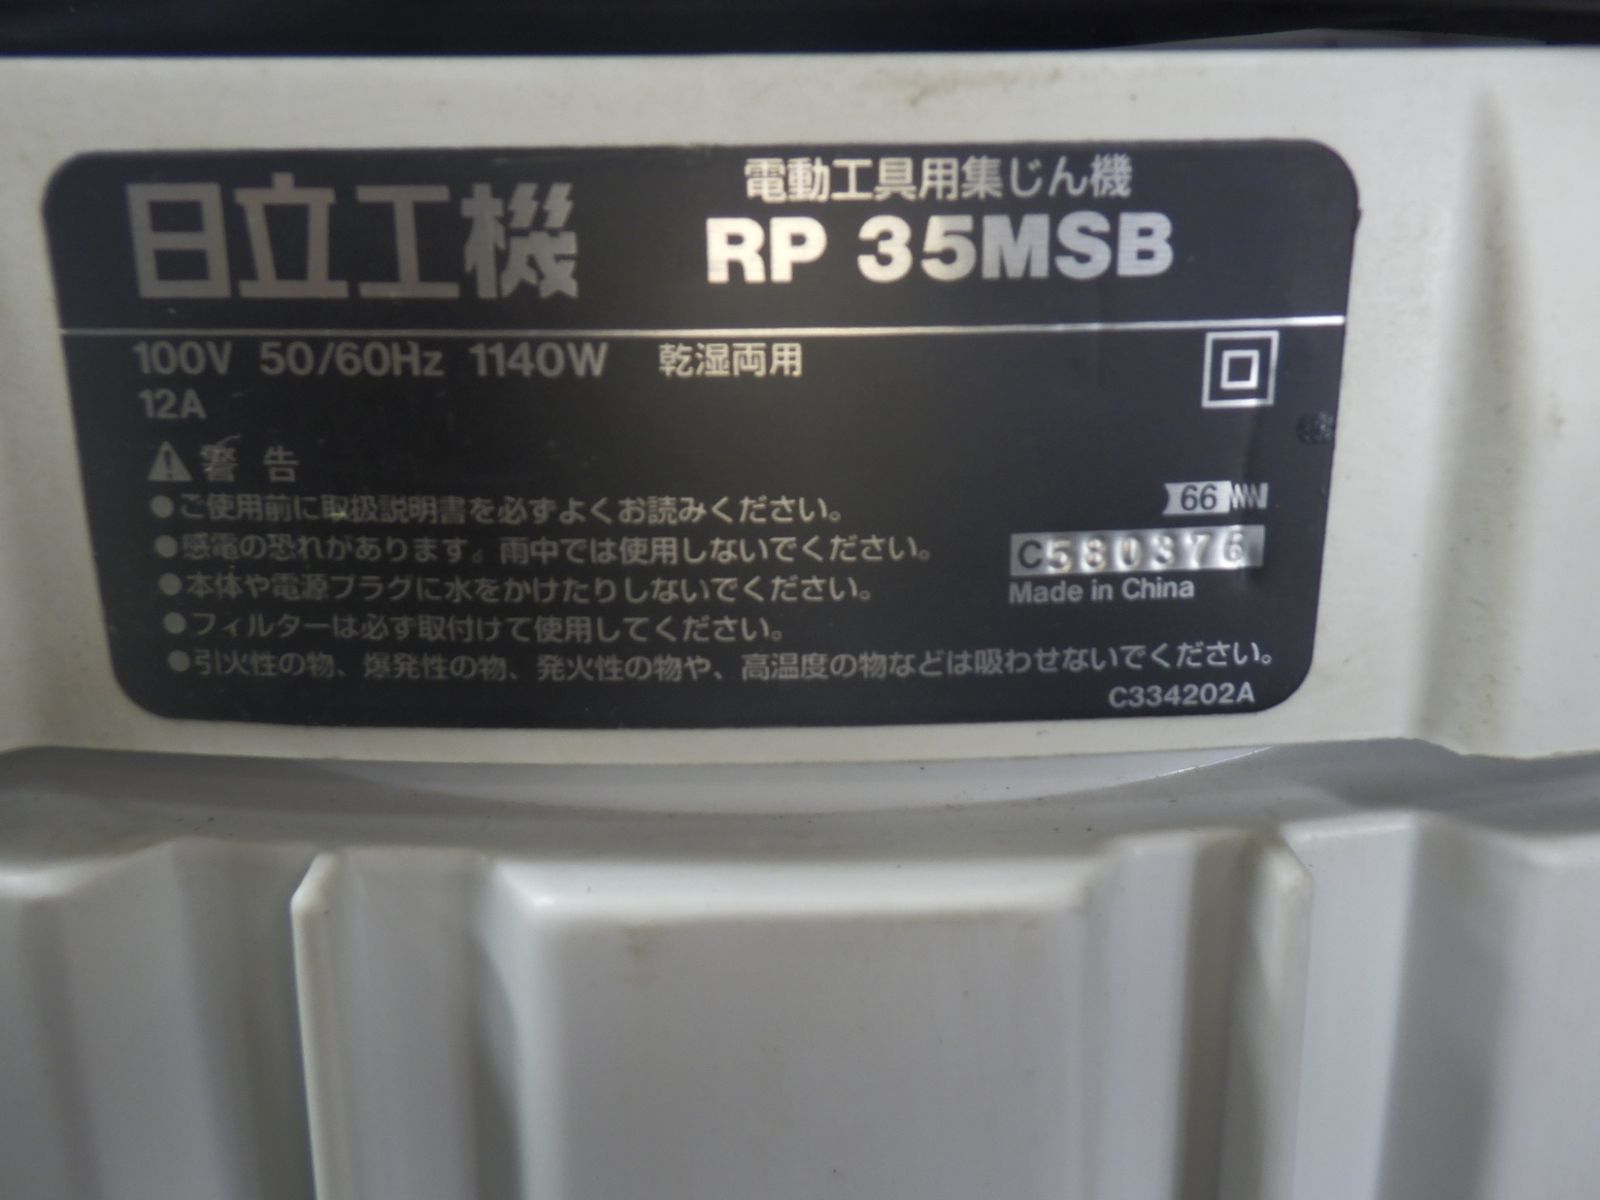 日立工機
電動工具用集じん機
RP 35MSB
100V 50/60Hz 1140W 乾湿両用
12A
警告
●ご使用前に取扱説明書を必ずよくお読みください。
●感電の恐れがあります。雨中では使用しないでください。
●本体や電源プラグに水をかけたりしないでください。
●フィルターは必ず取付けて使用してください。
●引火性の物、爆発性の物、発火性の物や、高温度の物などは吸わせないでください。
66
C580376
Made in China
C334202A